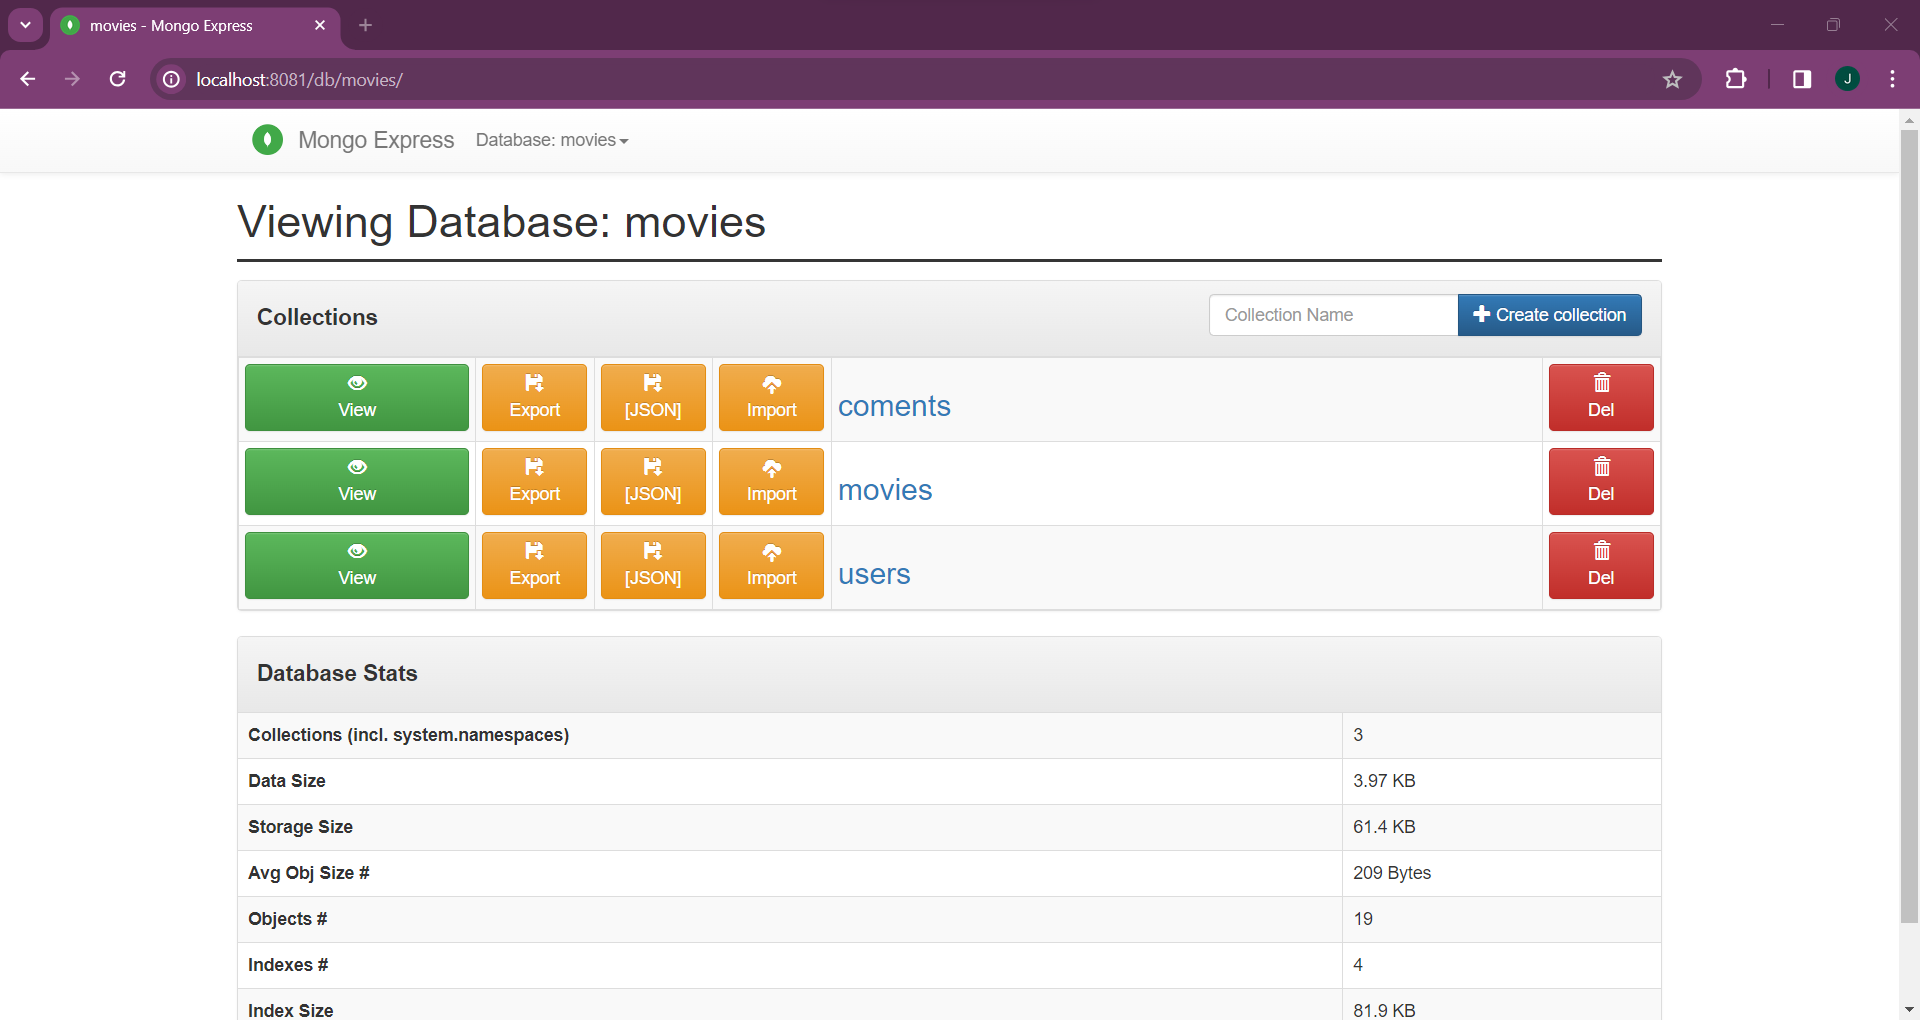 movies - Mongo Express
localhost:8081/db/movies/
J
Mongo Express Database: movies
Viewing Database: movies
Collections
Collection Name
Create collection
View Export [JSON] Import coments Del
View Export [JSON] Import movies Del
View Export [JSON] Import users Del
Database Stats
Collections (incl. system.namespaces) 3
Data Size 3.97 KB
Storage Size 61.4 KB
Avg Obj Size # 209 Bytes
Objects # 19
Indexes # 4
Index Size 81.9 KB